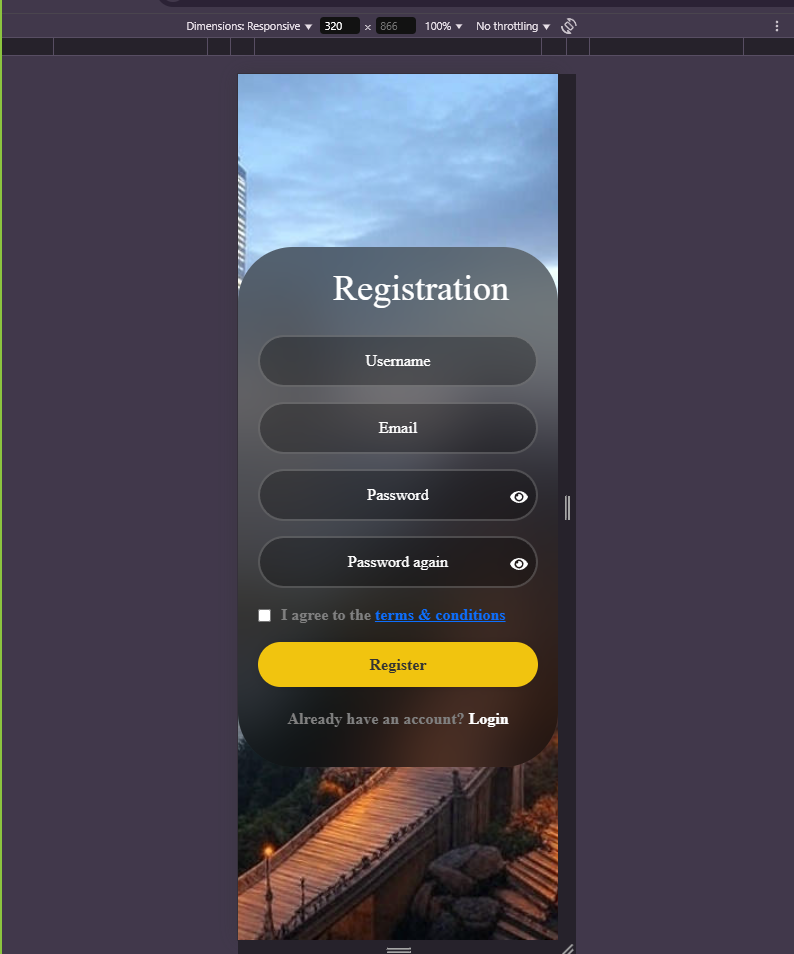 Dimensions: Responsive 320 × 866 100% No throttling
Registration
Username
Email
Password
Password again
I agree to the terms & conditions
Register
Already have an account? Login